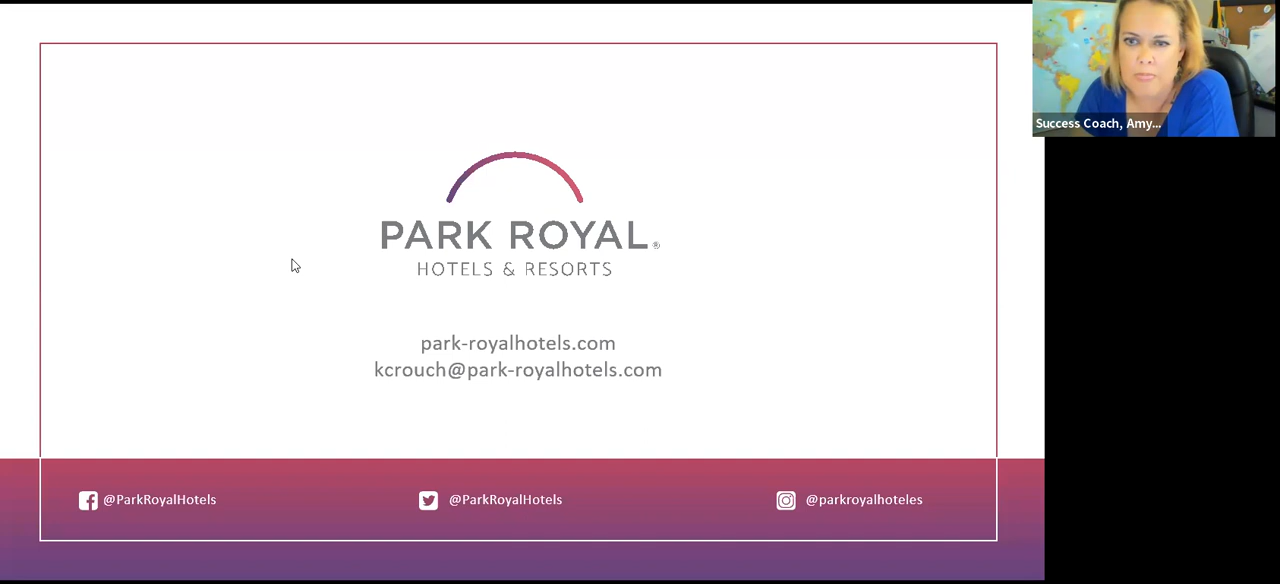 Success Coach, Amy...
PARK ROYAL®
HOTELS & RESORTS
park-royalhotels.com
kcrouch@park-royalhotels.com
@ParkRoyalHotels
@ParkRoyalHotels
@parkroyalhoteles